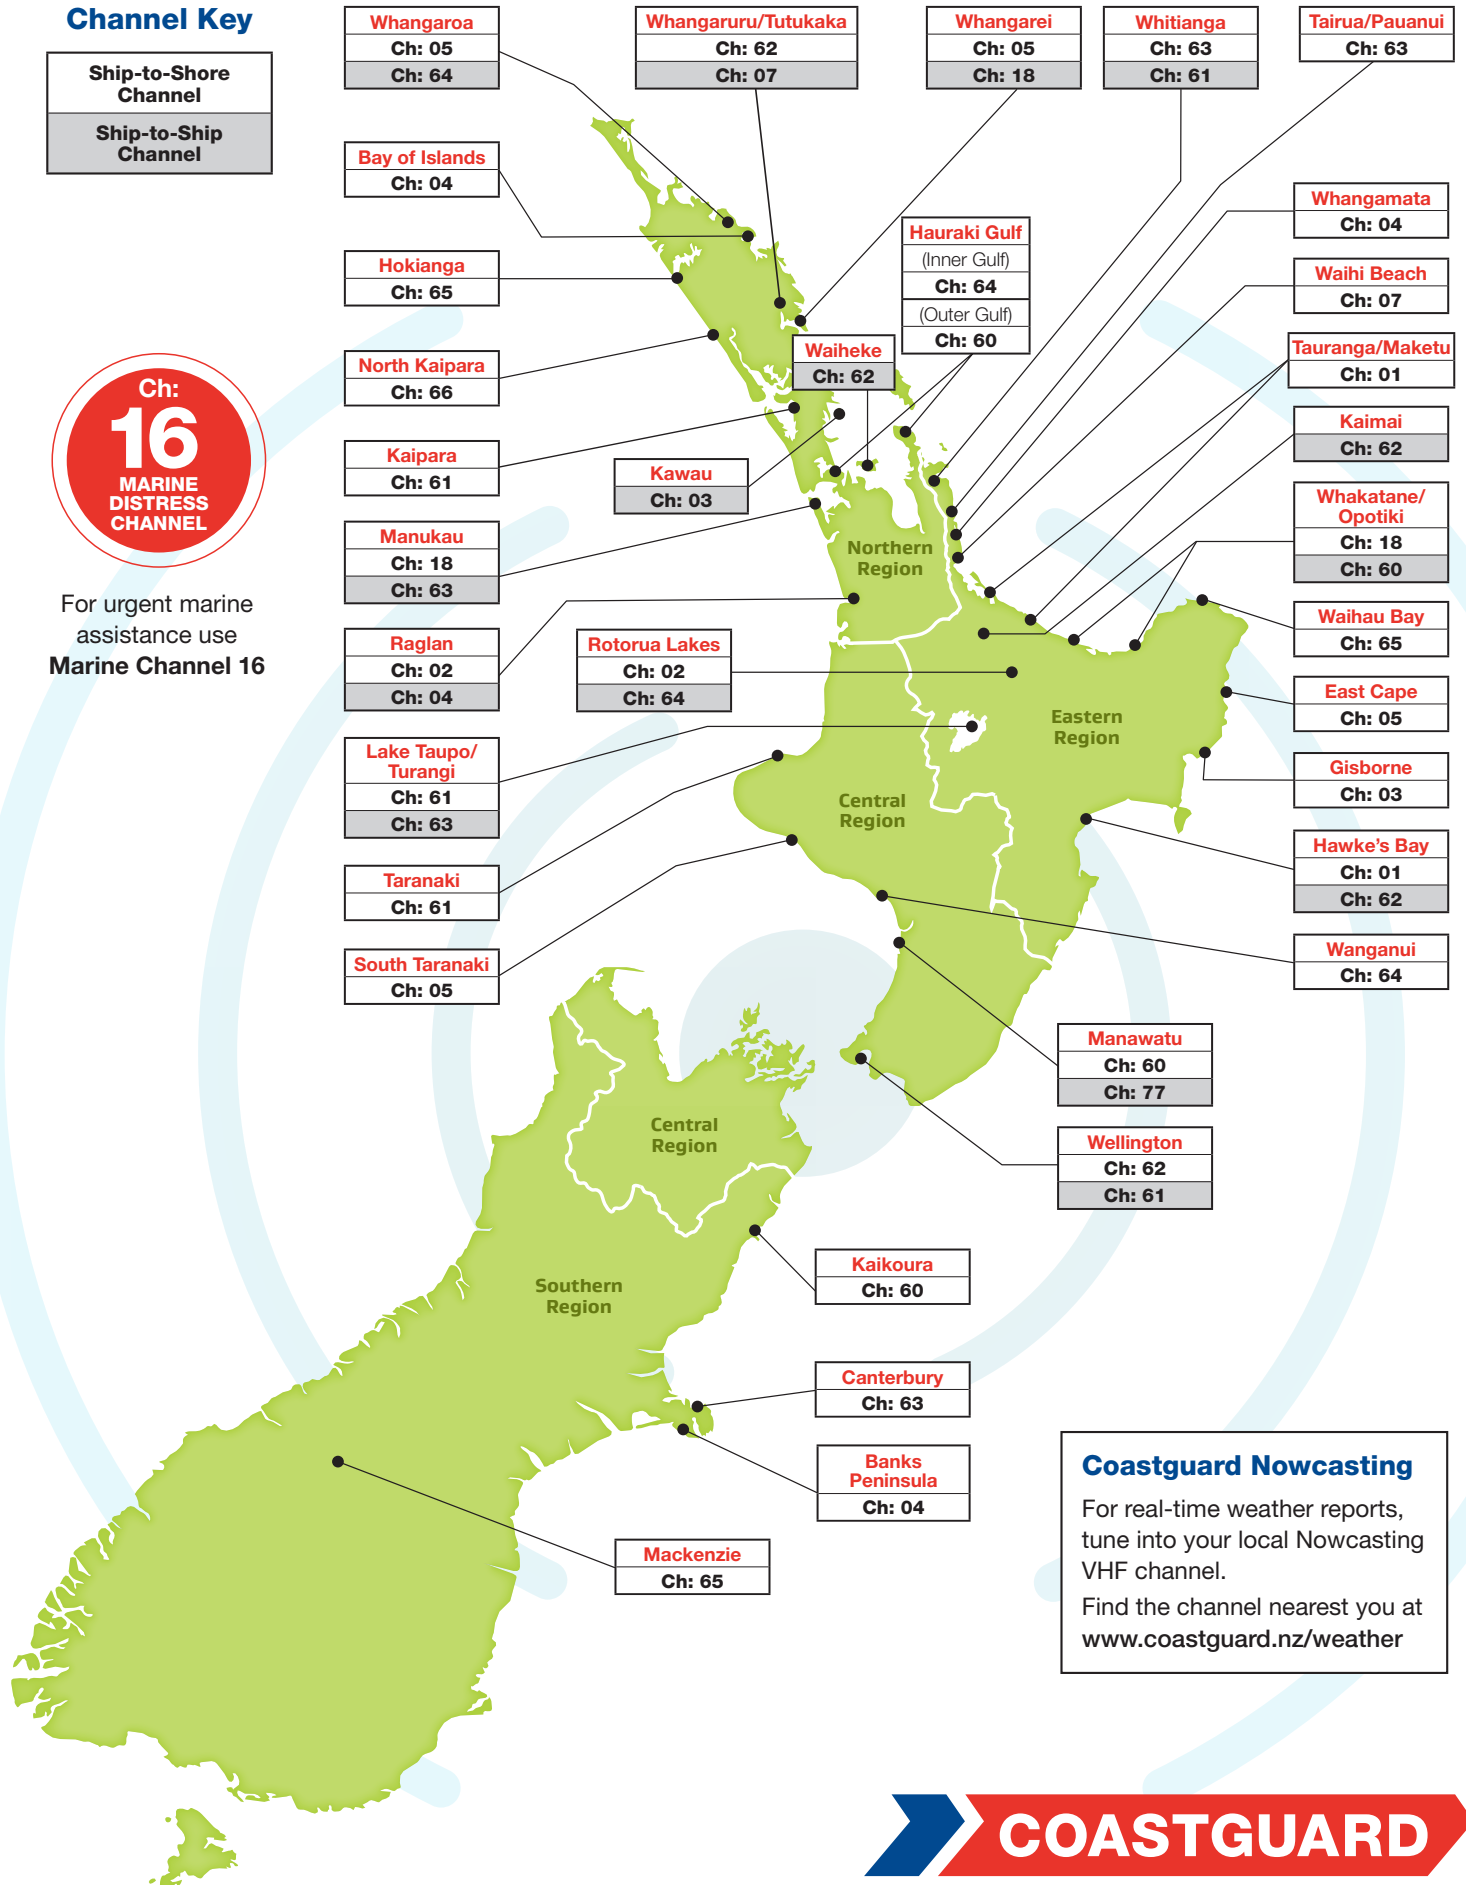 Channel Key
Ship-to-Shore
Channel
Ship-to-Ship
Channel
Whangaroa
Ch: 05
Ch: 64
Whangaruru/Tutukaka
Ch: 62
Ch: 07
Whangarei
Ch: 05
Ch: 18
Whitianga
Ch: 63
Ch: 61
Tairua/Pauanui
Ch: 63
Bay of Islands
Ch: 04
Whangamata
Ch: 04
Hauraki Gulf
(Inner Gulf)
Ch: 64
(Outer Gulf)
Ch: 60
Hokianga
Ch: 65
Waihi Beach
Ch: 07
Waiheke
Ch: 62
Tauranga/Maketu
Ch: 01
North Kaipara
Ch: 66
Ch:
16
MARINE
DISTRESS
CHANNEL
For urgent marine
assistance use
Marine Channel 16
Kaimai
Ch: 62
Kaipara
Ch: 61
Kawau
Ch: 03
Whakatane/
Opotiki
Ch: 18
Ch: 60
Manukau
Ch: 18
Ch: 63
Northern
Region
Waihau Bay
Ch: 65
Raglan
Ch: 02
Ch: 04
Rotorua Lakes
Ch: 02
Ch: 64
East Cape
Ch: 05
Eastern
Region
Lake Taupo/
Turangi
Ch: 61
Ch: 63
Gisborne
Ch: 03
Central
Region
Hawke's Bay
Ch: 01
Ch: 62
Taranaki
Ch: 61
Wanganui
Ch: 64
South Taranaki
Ch: 05
Manawatu
Ch: 60
Ch: 77
Central
Region
Wellington
Ch: 62
Ch: 61
Kaikoura
Ch: 60
Southern
Region
Canterbury
Ch: 63
Banks
Peninsula
Ch: 04
Mackenzie
Ch: 65
Coastguard Nowcasting
For real-time weather reports,
tune into your local Nowcasting
VHF channel.
Find the channel nearest you at
www.coastguard.nz/weather
COASTGUARD